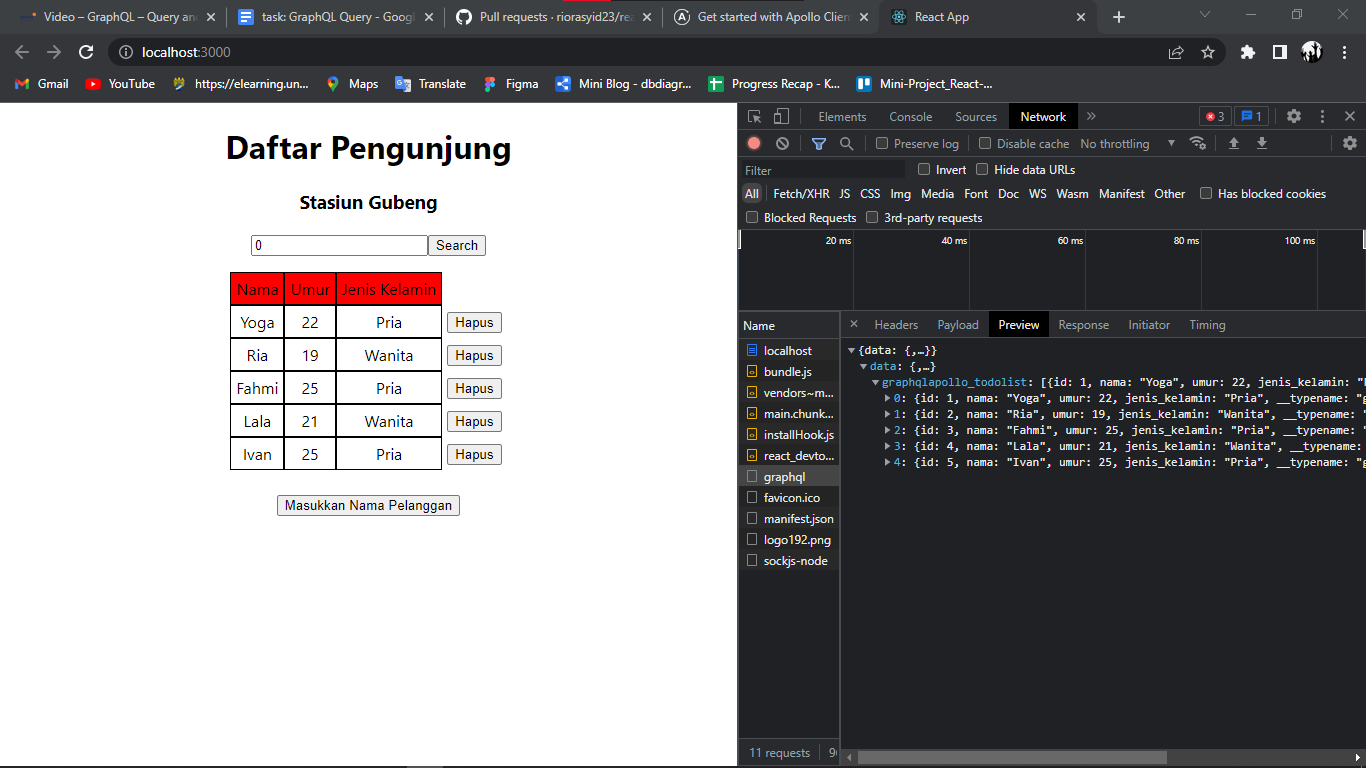 Video – GraphQL – Query an
task: GraphQL Query - Goog
Pull requests · riorasyid23/rea
Get started with Apollo Clien
React App
localhost:3000
Gmail
YouTube
https://elearning.un...
Maps
Translate
Figma
Mini Blog - dbdiagr...
Progress Recap - K...
Mini-Project_React-...
Daftar Pengunjung
Stasiun Gubeng
0 Search
Nama Umur Jenis Kelamin
Yoga 22 Pria Hapus
Ria 19 Wanita Hapus
Fahmi 25 Pria Hapus
Lala 21 Wanita Hapus
Ivan 25 Pria Hapus
Masukkan Nama Pelanggan
Elements Console Sources Network » 3 1
Preserve log Disable cache No throttling
Filter Invert Hide data URLs
All Fetch/XHR JS CSS Img Media Font Doc WS Wasm Manifest Other Has blocked cookies
Blocked Requests 3rd-party requests
20 ms 40 ms 60 ms 80 ms 100 ms
Name
localhost
bundle.js
vendors~m...
main.chunk...
installHook.js
react_devto...
graphql
favicon.ico
manifest.json
logo192.png
sockjs-node
11 requests
Headers Payload Preview Response Initiator Timing
{data: {,…}}
data: {,…}
graphqlapollo_todolist: [{id: 1, nama: "Yoga", umur: 22, jenis_kelamin: "
0: {id: 1, nama: "Yoga", umur: 22, jenis_kelamin: "Pria", __typename: "g
1: {id: 2, nama: "Ria", umur: 19, jenis_kelamin: "Wanita", __typename: "
2: {id: 3, nama: "Fahmi", umur: 25, jenis_kelamin: "Pria", __typename: "
3: {id: 4, nama: "Lala", umur: 21, jenis_kelamin: "Wanita", __typename: "
4: {id: 5, nama: "Ivan", umur: 25, jenis_kelamin: "Pria", __typename: "g